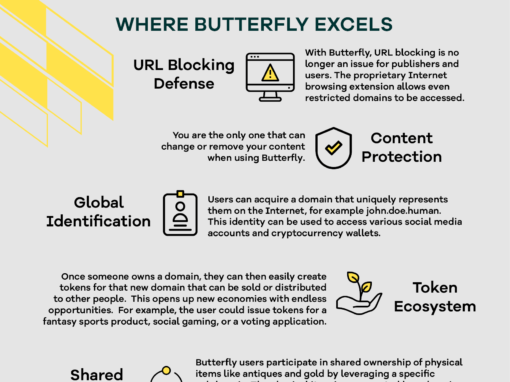 WHERE BUTTERFLY EXCELS
URL Blocking
Defense
With Butterfly, URL blocking is no
longer an issue for publishers and
users. The proprietary Internet
browsing extension allows even
restricted domains to be accessed.
You are the only one that can
change or remove your content
when using Butterfly.
Content
Protection
Global
Identification
Users can acquire a domain that uniquely represents
them on the Internet, for example john.doe.human.
This identity can be used to access various social media
accounts and cryptocurrency wallets.
Once someone owns a domain, they can then easily create
tokens for that new domain that can be sold or distributed
to other people. This opens up new economies with endless
opportunities. For example, the user could issue tokens for a
fantasy sports product, social gaming, or a voting application.
Token
Ecosystem
Shared
Butterfly users participate in shared ownership of physical
items like antiques and gold by leveraging a specific